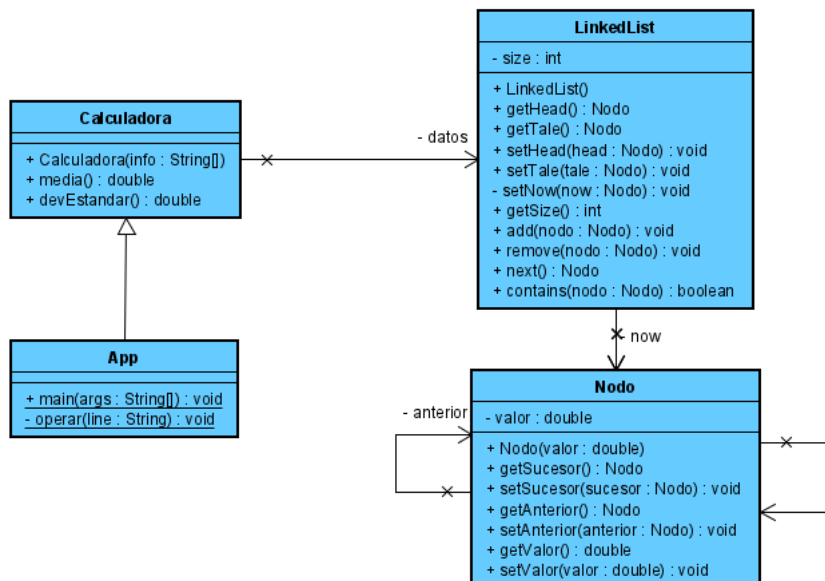 LinkedList
- size : int
+ LinkedList()
+ getHead() : Nodo
+ getTale() : Nodo
+ setHead(head : Nodo) : void
+ setTale(tale : Nodo) : void
- setNow(now : Nodo) : void
+ getSize() : int
+ add(nodo : Nodo) : void
+ remove(nodo : Nodo) : void
+ next() : Nodo
+ contains(nodo : Nodo) : boolean
Calculadora
+ Calculadora(info : String[])
+ media() : double
+ devEstandar() : double
- datos
App
+ main(args : String[]) : void
- operar(line : String) : void
- now
Nodo
- valor : double
+ Nodo(valor : double)
+ getSucesor() : Nodo
+ setSucesor(sucesor : Nodo) : void
+ getAnterior() : Nodo
+ setAnterior(anterior : Nodo) : void
+ getValor() : double
+ setValor(valor : double) : void
- anterior